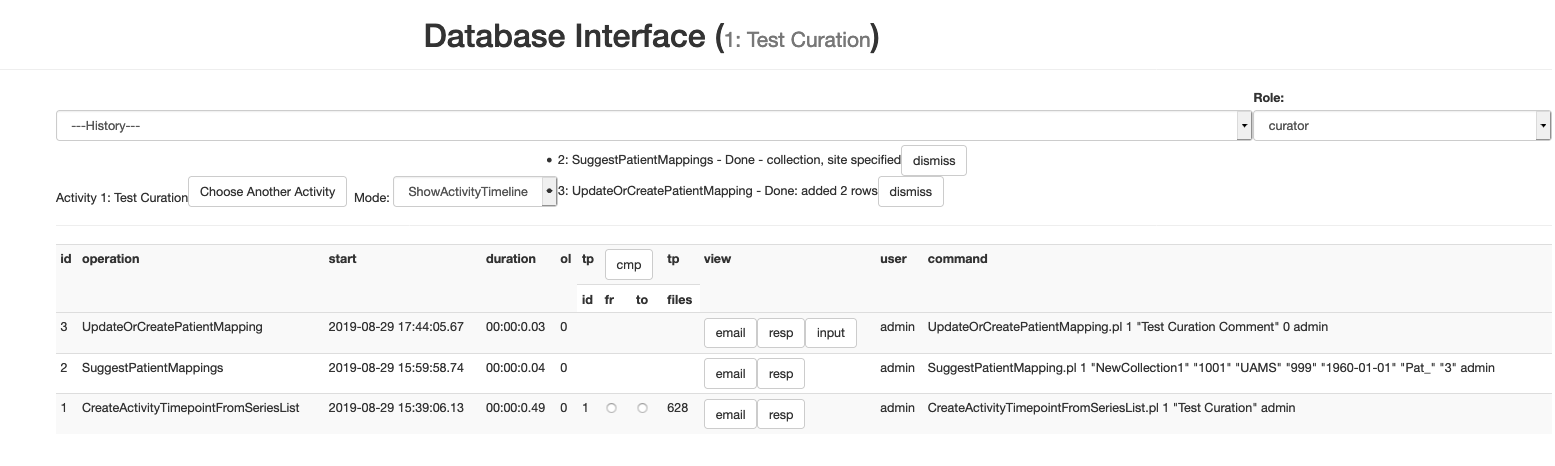 Database Interface (1: Test Curation)
Role:
---History---
curator
2: SuggestPatientMappings - Done - collection, site specified dismiss
Activity 1: Test Curation Choose Another Activity Mode: ShowActivityTimeline 3: UpdateOrCreatePatientMapping - Done: added 2 rows dismiss
id operation start duration ol tp cmp tp view user command
id fr to files
3 UpdateOrCreatePatientMapping 2019-08-29 17:44:05.67 00:00:0.03 0 email resp input admin UpdateOrCreatePatientMapping.pl 1 "Test Curation Comment" 0 admin
2 SuggestPatientMappings 2019-08-29 15:59:58.74 00:00:0.04 0 email resp admin SuggestPatientMapping.pl 1 "NewCollection1" "1001" "UAMS" "999" "1960-01-01" "Pat_" "3" admin
1 CreateActivityTimepointFromSeriesList 2019-08-29 15:39:06.13 00:00:0.49 0 1 628 email resp admin CreateActivityTimepointFromSeriesList.pl 1 "Test Curation" admin